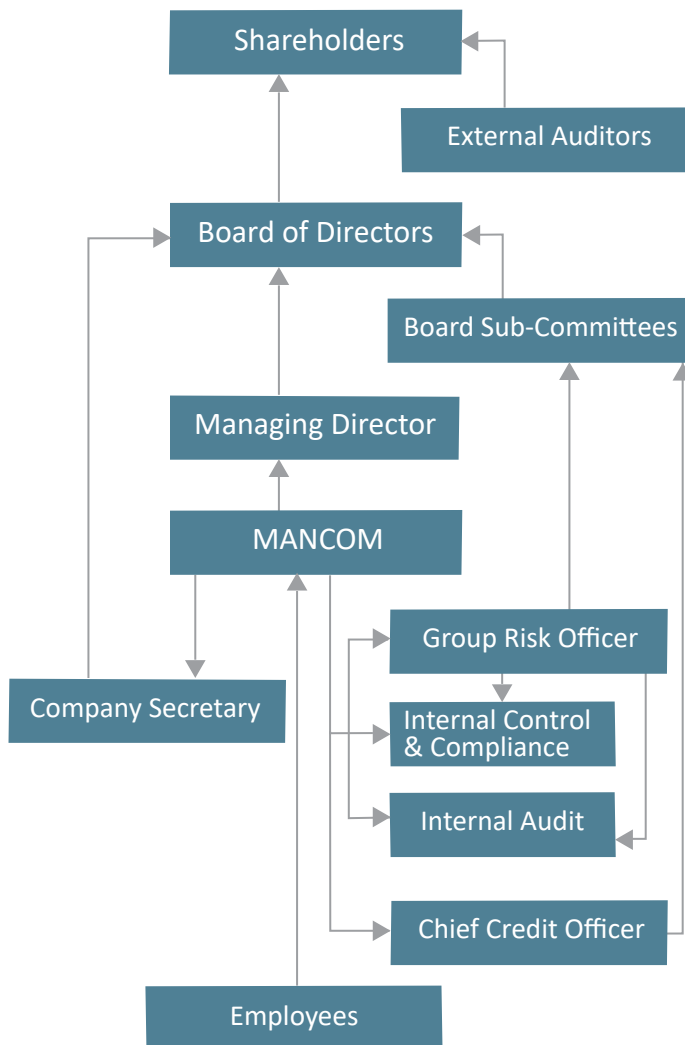 Shareholders
External Auditors
Board of Directors
Board Sub-Committees
Managing Director
MANCOM
Group Risk Officer
Company Secretary
Internal Control
& Compliance
Internal Audit
Chief Credit Officer
Employees